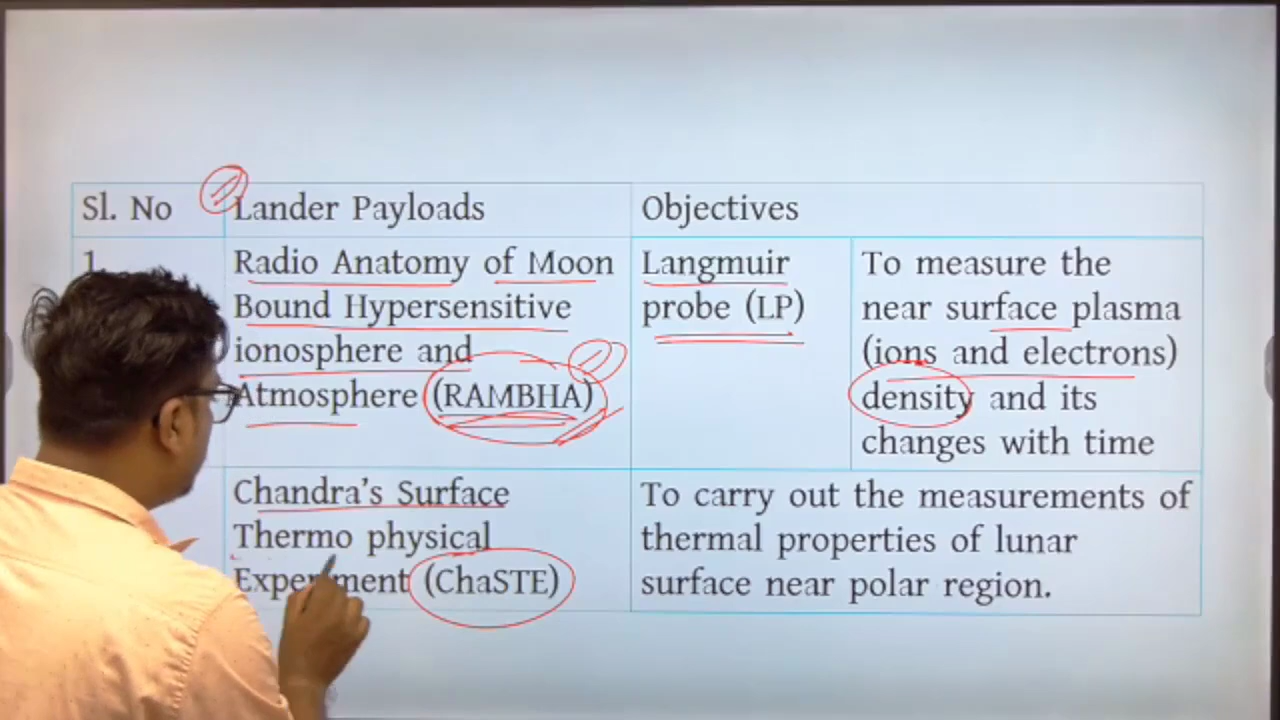 Sl. No
Lander Payloads
Objectives
1
Radio Anatomy of Moon
Bound Hypersensitive
ionosphere and
Atmosphere (RAMBHA)
Langmuir
probe (LP)
To measure the
near surface plasma
(ions and electrons)
density and its
changes with time
Chandra's Surface
Thermo physical
Experiment (ChaSTE)
To carry out the measurements of
thermal properties of lunar
surface near polar region.